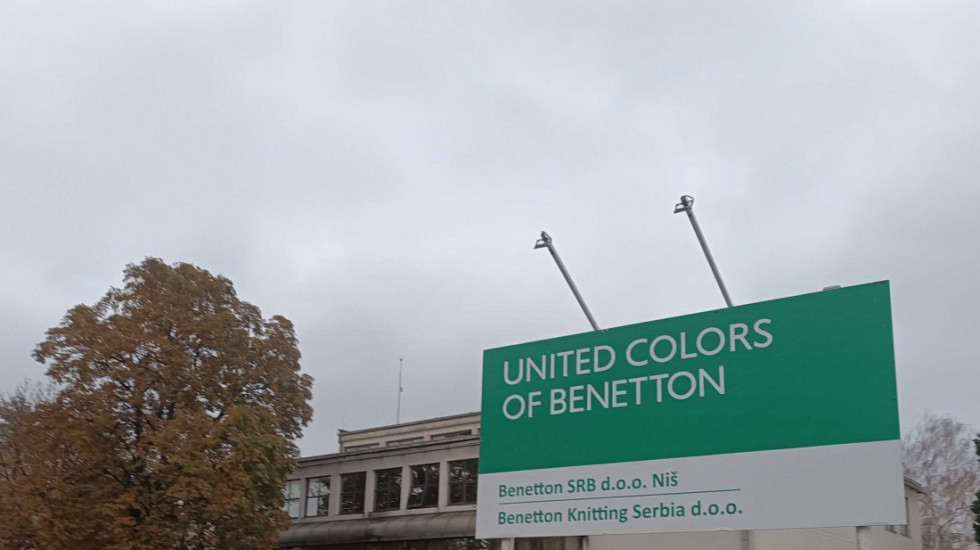 UNITED COLORS
OF BENETTON
Benetton SRB d.o.o. Niš
Benetton Knitting Serbia d.o.o.